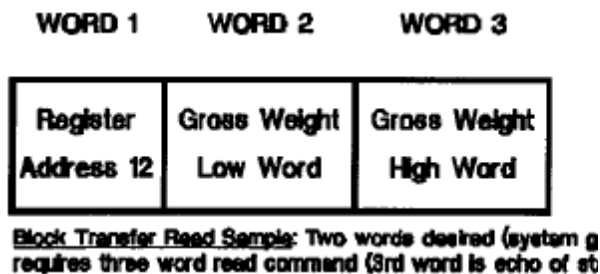 WORD 1 WORD 2 WORD 3
Register Gross Weight Gross Weight
Address 12 Low Word High Word
Block Transfer Read Sample: Two words desired (system g
requires three word read command (3rd word is echo of st